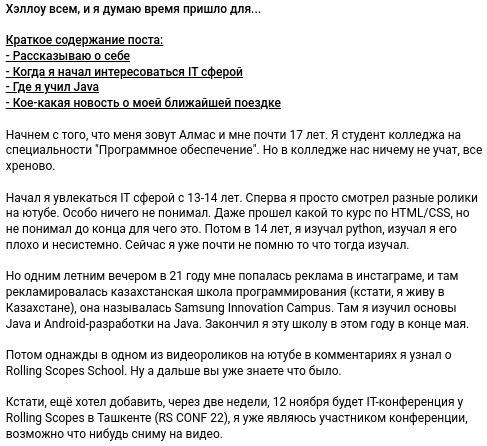 Хэллоу всем, и я думаю время пришло для...
Краткое содержание поста:
- Рассказываю о себе
- Когда я начал интересоваться IT сферой
- Где я учил Java
- Кое-какая новость о моей ближайшей поездке
Начнем с того, что меня зовут Алмас и мне почти 17 лет. Я студент колледжа на
специальности "Программное обеспечение". Но в колледже нас ничему не учат, все
хреново.
Начал я увлекаться IT сферой с 13-14 лет. Сперва я просто смотрел разные ролики
на ютубе. Особо ничего не понимал. Даже прошел какой то курс по HTML/CSS, но
не понимал до конца для чего это. Потом в 14 лет, я изучал python, изучал я его
плохо и несистемно. Сейчас я уже почти не помню то что тогда изучал.
Но одним летним вечером в 21 году мне попалась реклама в инстаграме, и там
рекламировалась казахстанская школа программирования (кстати, я живу в
Казахстане), она называлась Samsung Innovation Campus. Там я изучил основы
Java и Android-разработки на Java. Закончил я эту школу в этом году в конце мая.
Потом однажды в одном из видеороликов на ютубе в комментариях я узнал о
Rolling Scopes School. Ну а дальше вы уже знаете что было.
Кстати, ещё хотел добавить, через две недели, 12 ноября будет IT-конференция у
Rolling Scopes в Ташкенте (RS CONF 22), я уже являюсь участником конференции,
возможно что нибудь сниму на видео.